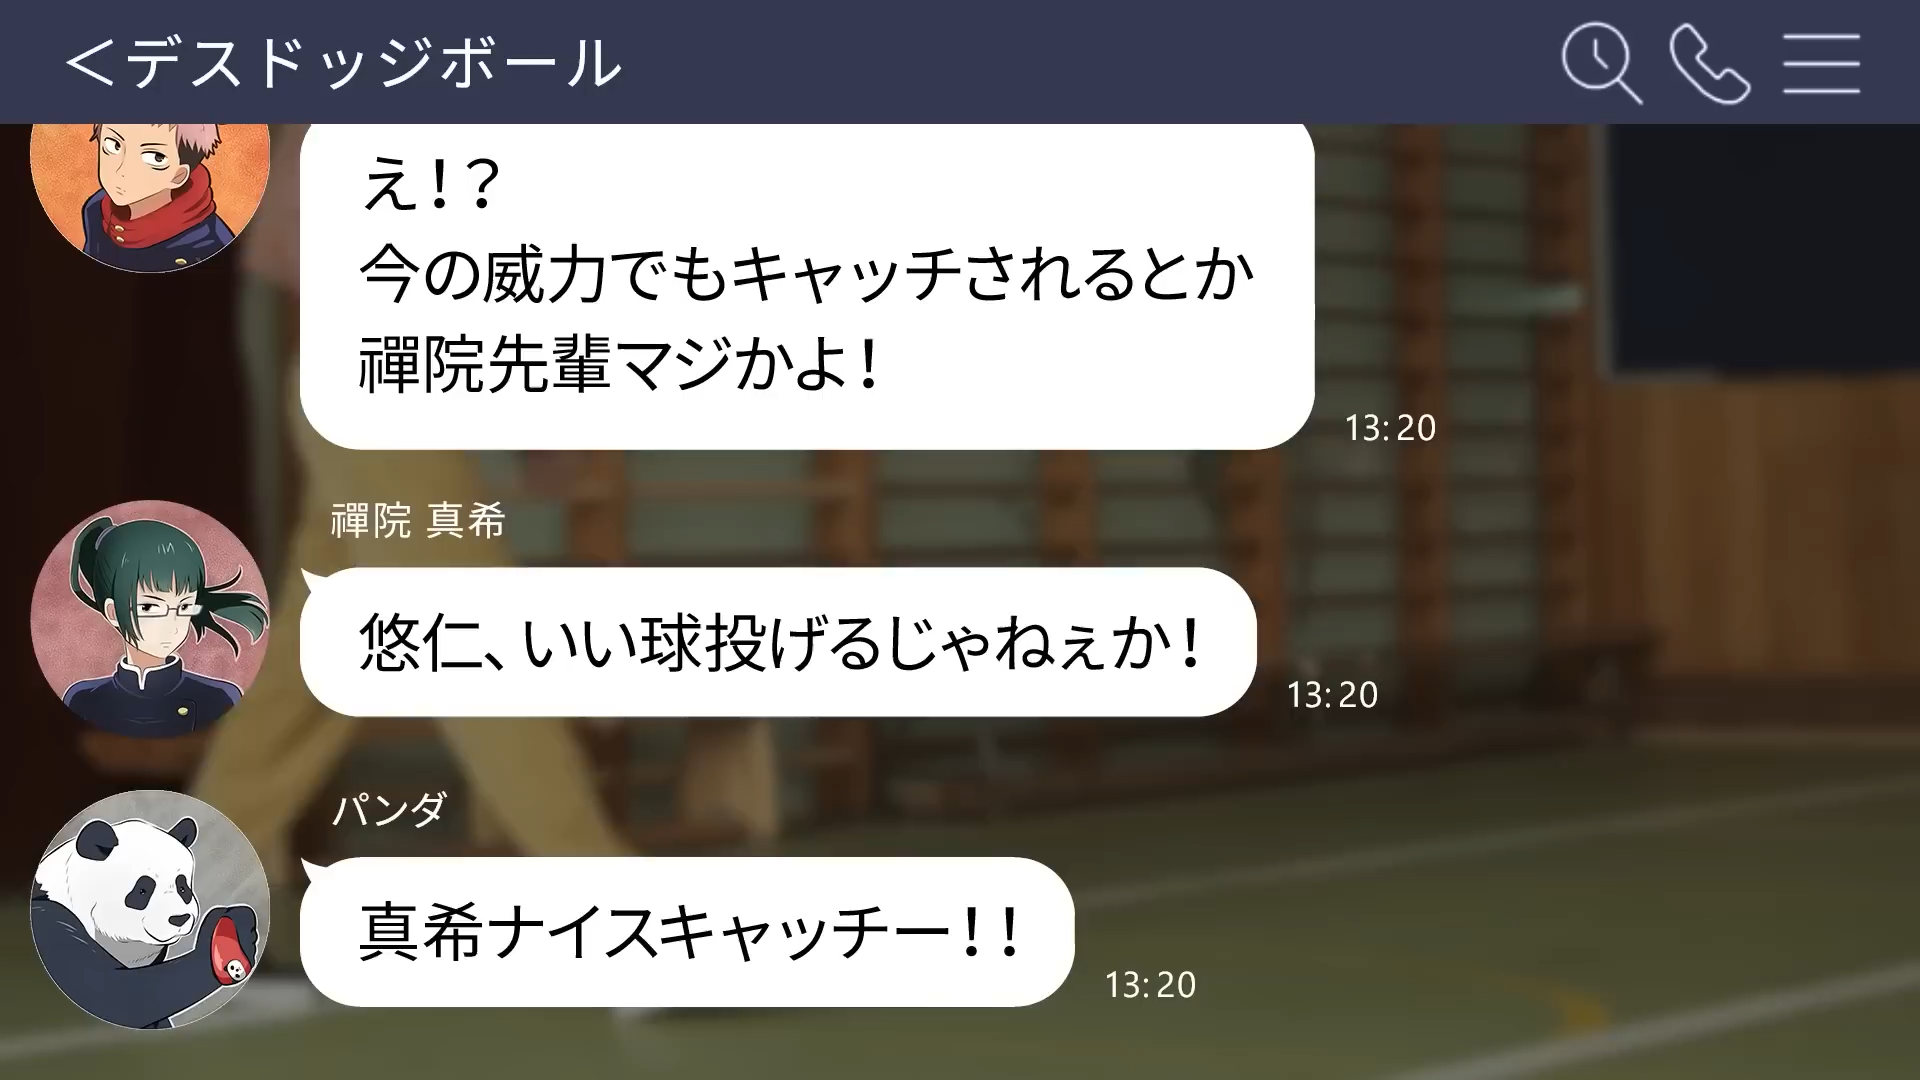 ＜デスドッジボール
え！？
今の威力でもキャッチされるとか
禪院先輩マジかよ！
13:20
禪院 真希
悠仁、いい球投げるじゃねぇか！
13:20
パンダ
真希ナイスキャッチー！！
13:20